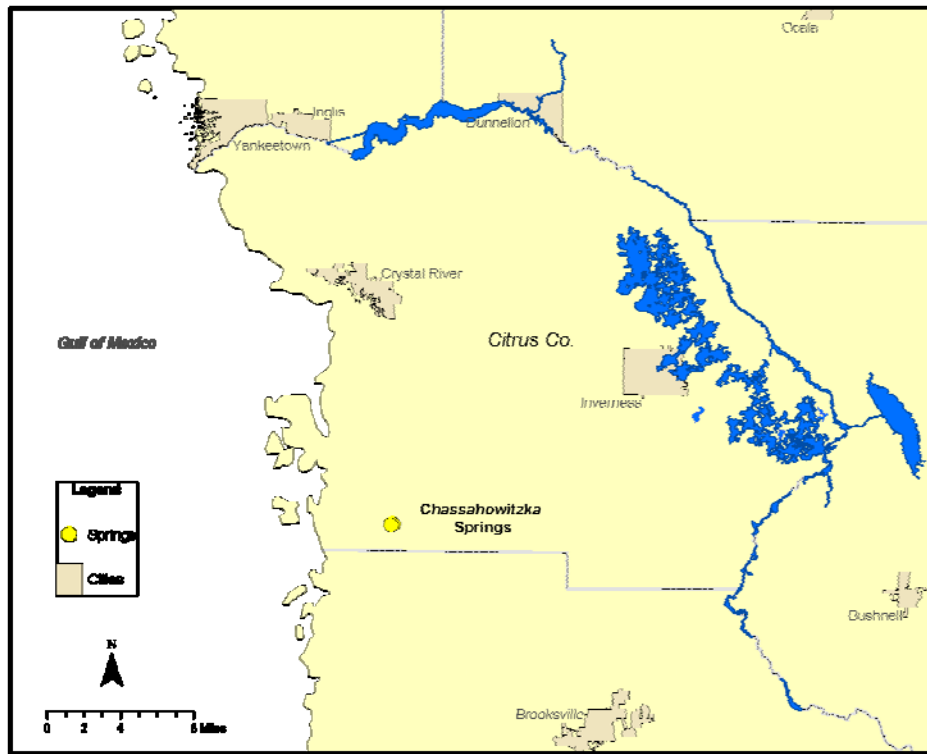 Ocala
Inglis
Dunnellon
Yankeetown
Crystal River
Gulf of Mexico
Citrus Co.
Inverness
Legend
Springs
Cities
Chassahowitzka
Springs
Bushnell
N
Brooksville
0 2 4 8 Miles